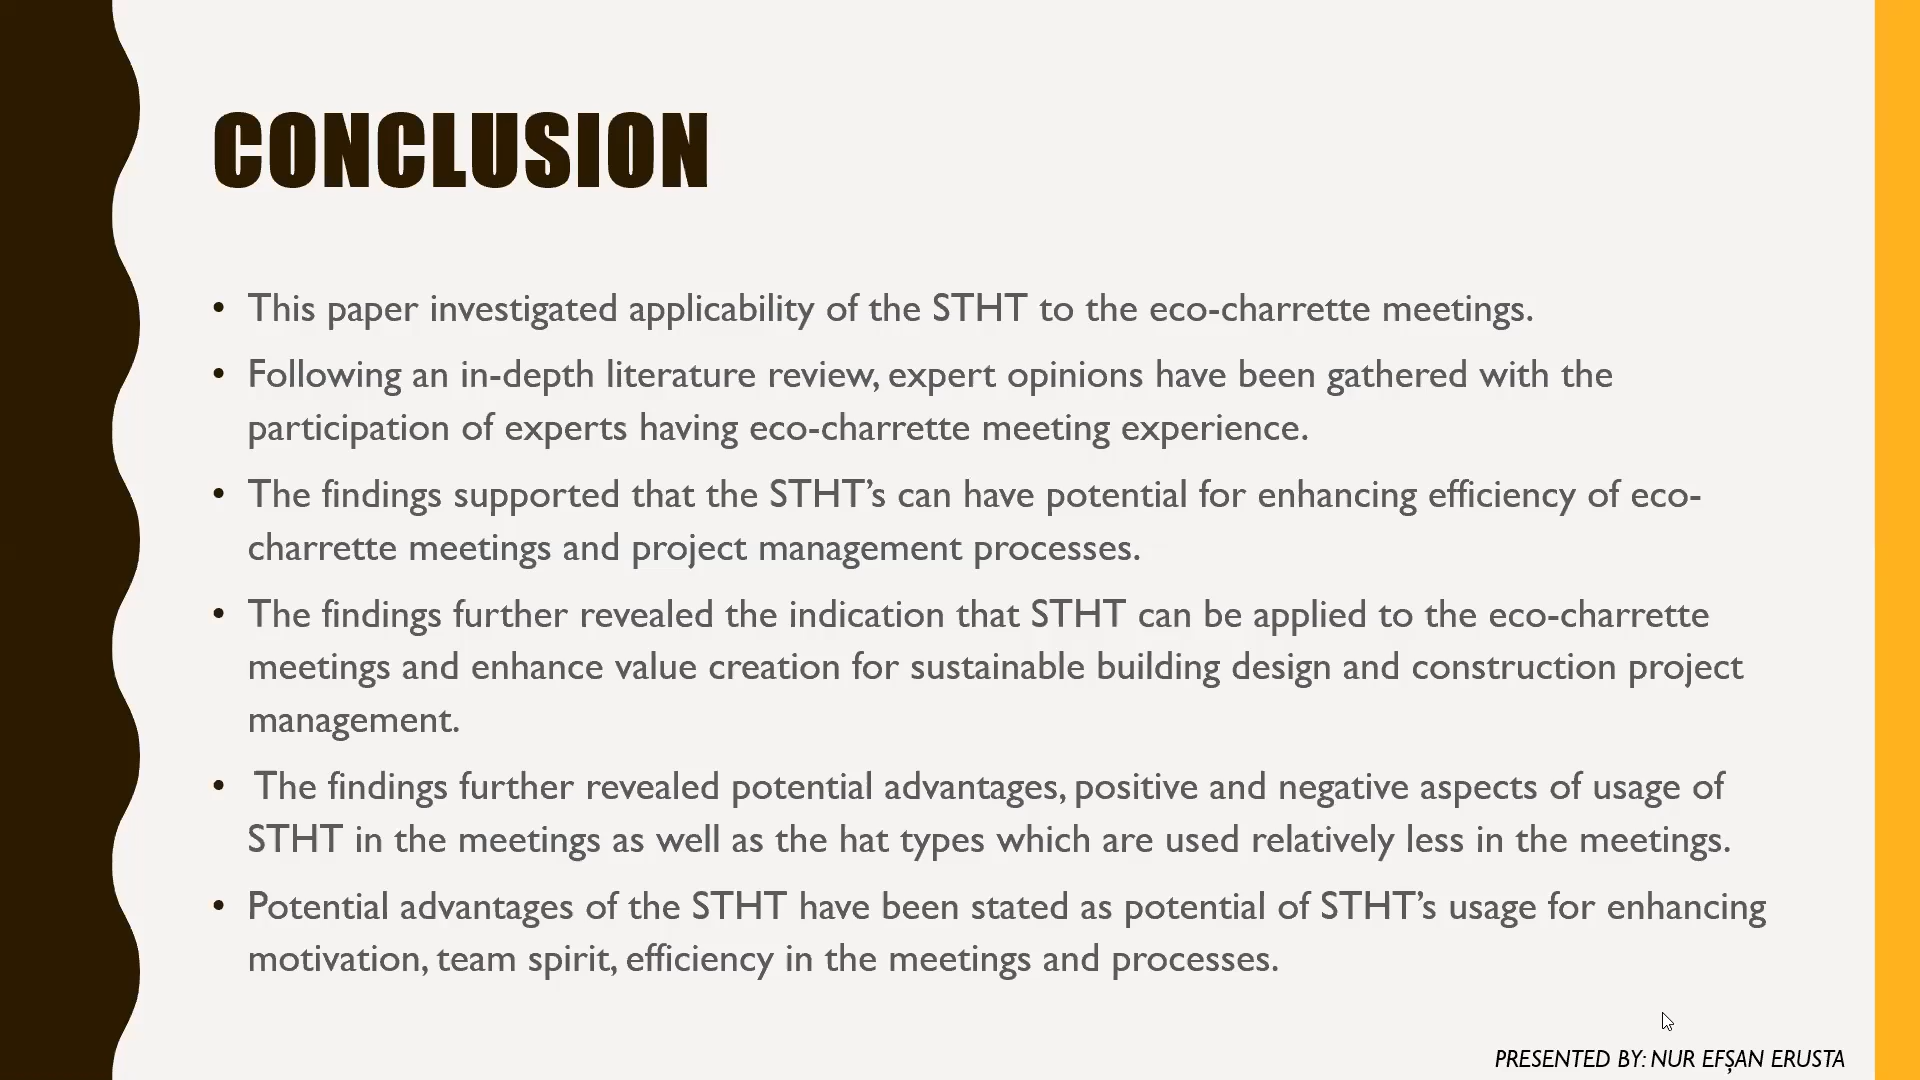 CONCLUSION
• This paper investigated applicability of the STHT to the eco-charrette meetings.
• Following an in-depth literature review, expert opinions have been gathered with the
participation of experts having eco-charrette meeting experience.
• The findings supported that the STHT’s can have potential for enhancing efficiency of eco-
charrette meetings and project management processes.
• The findings further revealed the indication that STHT can be applied to the eco-charrette
meetings and enhance value creation for sustainable building design and construction project
management.
• The findings further revealed potential advantages, positive and negative aspects of usage of
STHT in the meetings as well as the hat types which are used relatively less in the meetings.
• Potential advantages of the STHT have been stated as potential of STHT’s usage for enhancing
motivation, team spirit, efficiency in the meetings and processes.
PRESENTED BY: NUR EFŞAN ERUSTA